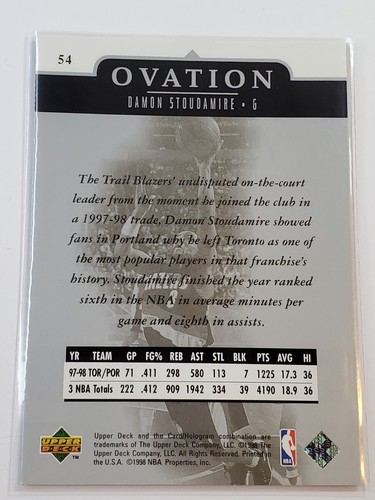 54
OVATION
DAMON STOUDAMIRE • G
The Trail Blazers' undisputed on-the-court
leader from the moment he joined the club in
a 1997-98 trade, Damon Stoudamire showed
fans in Portland why he left Toronto as one of
the most popular players in that franchise's
history. Stoudamire finished the year ranked
sixth in the NBA in average minutes per
game and eighth in assists.
YR TEAM GP FG% REB AST STL BLK PTS AVG HI
97-98 TOR/POR 71 .411 298 580 113 7 1225 17.3 36
3 NBA Totals 222 .412 909 1942 334 39 4190 18.9 36
Upper Deck and the Card/Hologram combination are
trademarks of The Upper Deck Company, LLC. ©1998 The
Upper Deck Company, LLC. All Rights Reserved. Printed in
the U.S.A. ©1998 NBA Properties, Inc.
UPPER
DECK
NBA